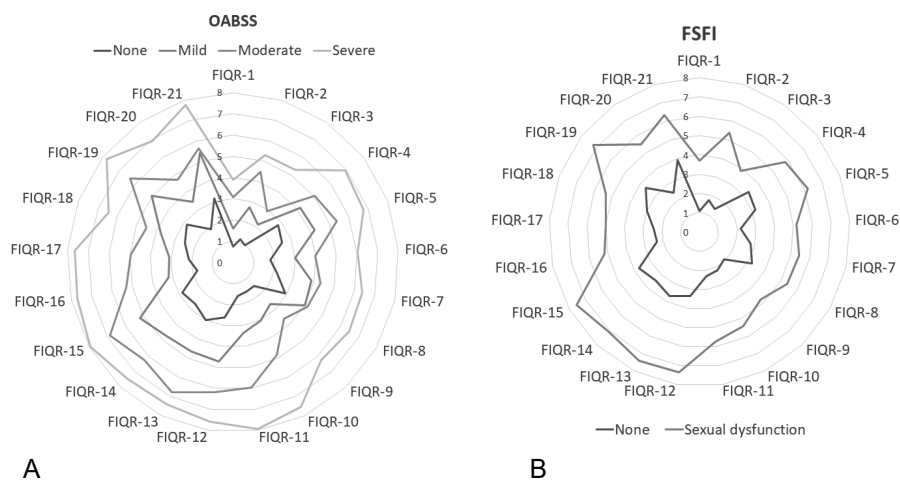 OABSS
None Mild Moderate Severe
FIQR-1
FIQR-2
FIQR-3
FIQR-4
FIQR-5
FIQR-6
FIQR-7
FIQR-8
FIQR-9
FIQR-10
FIQR-11
FIQR-12
FIQR-13
FIQR-14
FIQR-15
FIQR-16
FIQR-17
FIQR-18
FIQR-19
FIQR-20
FIQR-21
8
7
6
5
4
3
2
1
0
A
FSFI
FIQR-1
FIQR-2
FIQR-3
FIQR-4
FIQR-5
FIQR-6
FIQR-7
FIQR-8
FIQR-9
FIQR-10
FIQR-11
FIQR-12
FIQR-13
FIQR-14
FIQR-15
FIQR-16
FIQR-17
FIQR-18
FIQR-19
FIQR-20
FIQR-21
8
7
6
5
4
3
2
1
0
None Sexual dysfunction
B